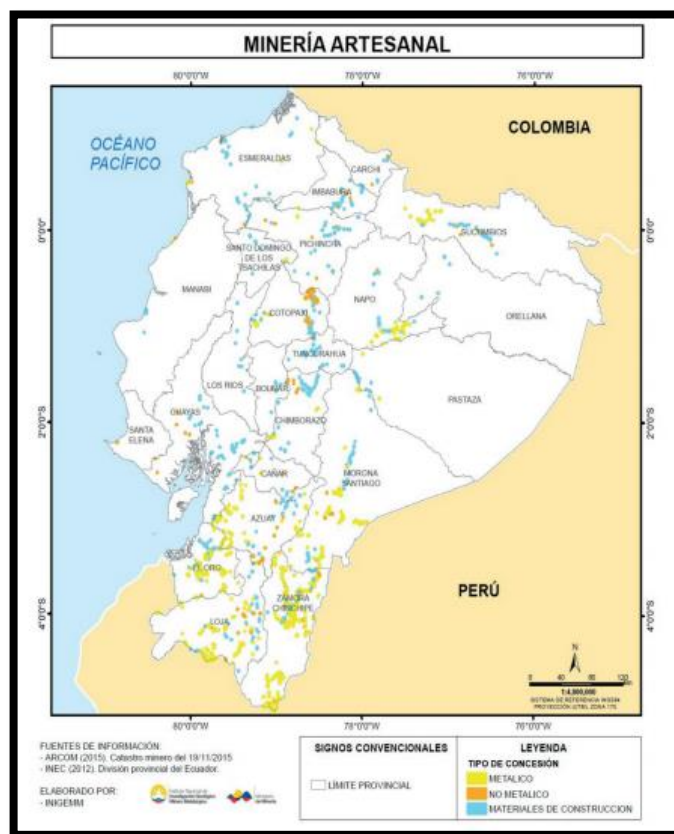 MINERÍA ARTESANAL
80°0'0"W 78°0'0"W 76°0'0"W
OCÉANO
PACÍFICO
COLOMBIA
ESMERALDAS
CARCHI
IMBABURA
SUCUMBIOS
0°0'0" 0°0'0"
PICHINCHA
SANTO DOMINGO
DE LOS
TSACHILAS
MANABI
NAPO
ORELLANA
COTOPAXI
TUNGURAHUA
LOS RIOS
BOLIVAR
PASTAZA
GUAYAS
CHIMBORAZO
2°0'0"S 2°0'0"S
SANTA
ELENA
CAÑAR
MORONA
SANTIAGO
AZUAY
EL ORO
PERÚ
ZAMORA
CHINCHIPE
4°0'0"S 4°0'0"S
LOJA
N
SISTEMA DE REFERENCIA WGS84
80°0'0"W 78°0'0"W 76°0'0"W
FUENTES DE INFORMACIÓN:
- ARCOM (2015). Catastro minero del 19/11/2015
- INEC (2012). División provincial del Ecuador.
ELABORADO POR:
- INIGEMM
SIGNOS CONVENCIONALES
LÍMITE PROVINCIAL
LEYENDA
TIPO DE CONCESIÓN
METALICO
NO METALICO
MATERIALES DE CONSTRUCCION